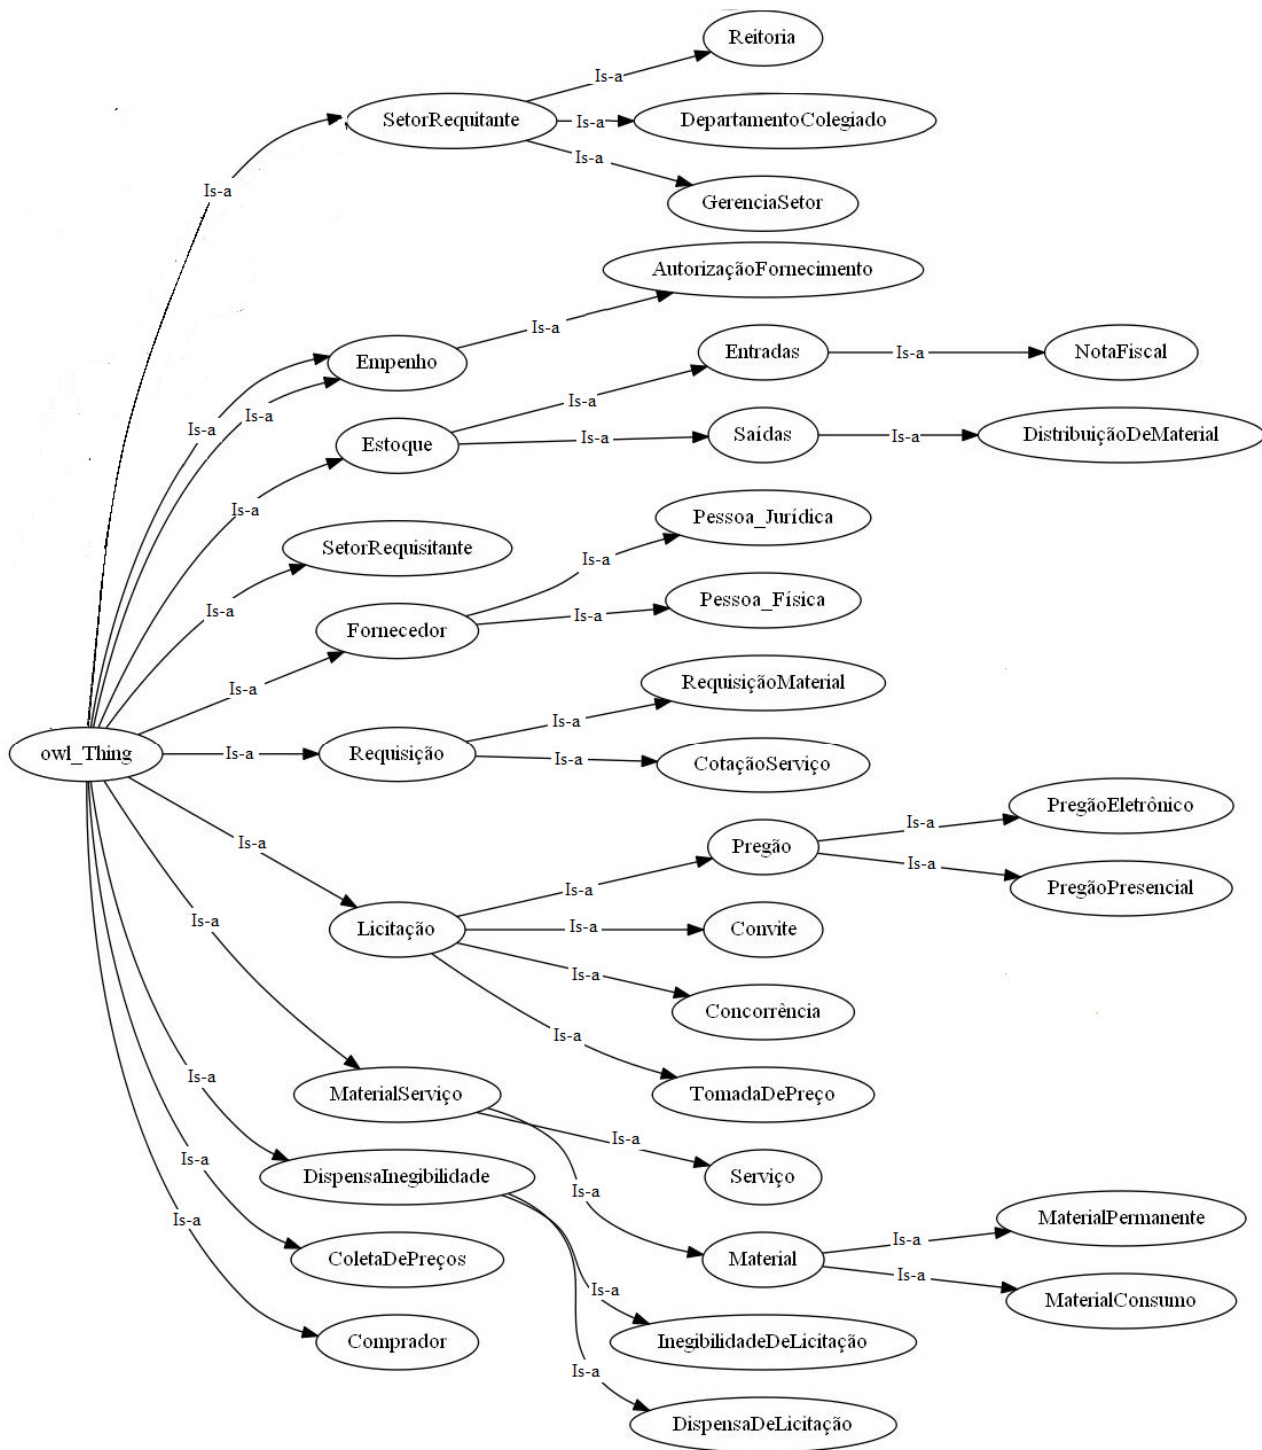 Reitoria
Is-a
SetorRequitante
Is-a
DepartamentoColegiado
Is-a
Is-a
GerenciaSetor
AutorizaçãoFornecimento
Is-a
Empenho
Entradas
Is-a
NotaFiscal
Is-a
Is-a
Is-a
Estoque
Is-a
Saídas
Is-a
DistribuiçãoDeMaterial
Is-a
Pessoa_Jurídica
SetorRequisitante
Is-a
Is-a
Pessoa_Física
Fornecedor
Is-a
RequisiçãoMaterial
Is-a
Is-a
owl_Thing
Is-a
Requisição
Is-a
CotaçãoServiço
PregãoEletrônico
Is-a
Is-a
Pregão
Is-a
PregãoPresencial
Is-a
Is-a
Licitação
Is-a
Convite
Is-a
Concorrência
Is-a
Is-a
MaterialServiço
TomadaDePreço
Is-a
Is-a
DispensaInegibilidade
Serviço
Is-a
Is-a
MaterialPermanente
Is-a
Is-a
ColetaDePreços
Material
Is-a
MaterialConsumo
Is-a
Comprador
InegibilidadeDeLicitação
Is-a
DispensaDeLicitação